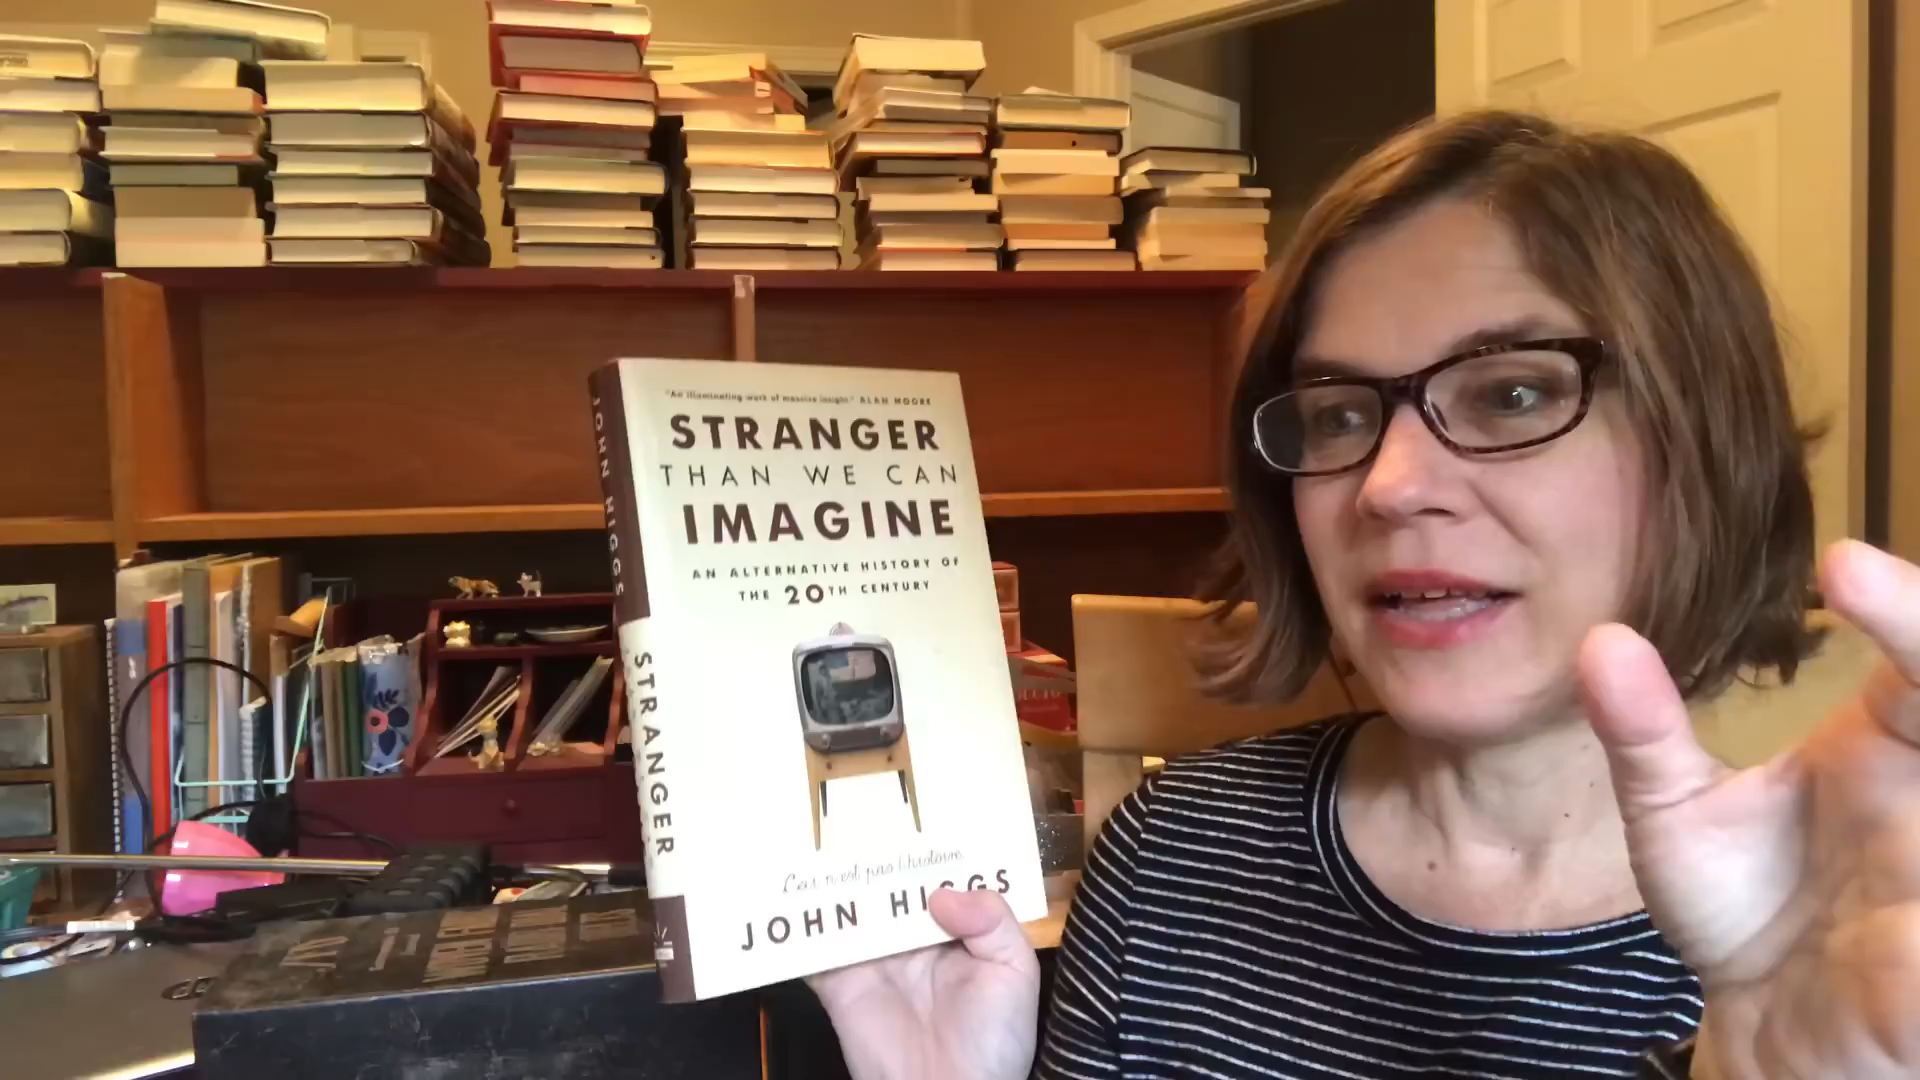 "An illuminating work of massive insight." ALAN MOORE
STRANGER
THAN WE CAN
IMAGINE
AN ALTERNATIVE HISTORY OF
THE 20TH CENTURY
Ceci n'est pas l'histoire
JOHN HIGGS
JOHN HIGGS
STRANGER